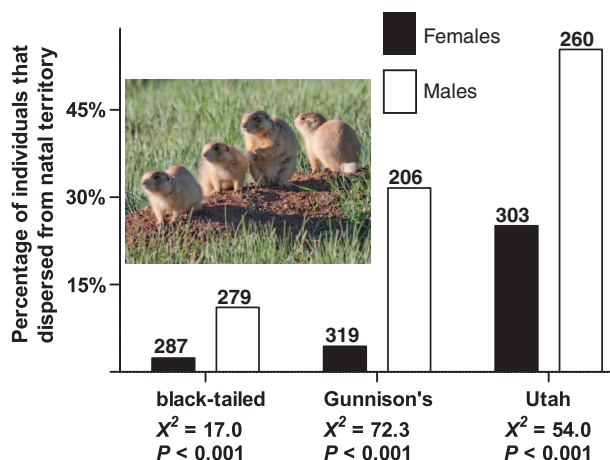 Percentage of individuals that
dispersed from natal territory
45%
30%
15%
Females
Males
287
279
319
206
303
260
black-tailed
Gunnison's
Utah
X² = 17.0
X² = 72.3
X² = 54.0
P < 0.001
P < 0.001
P < 0.001